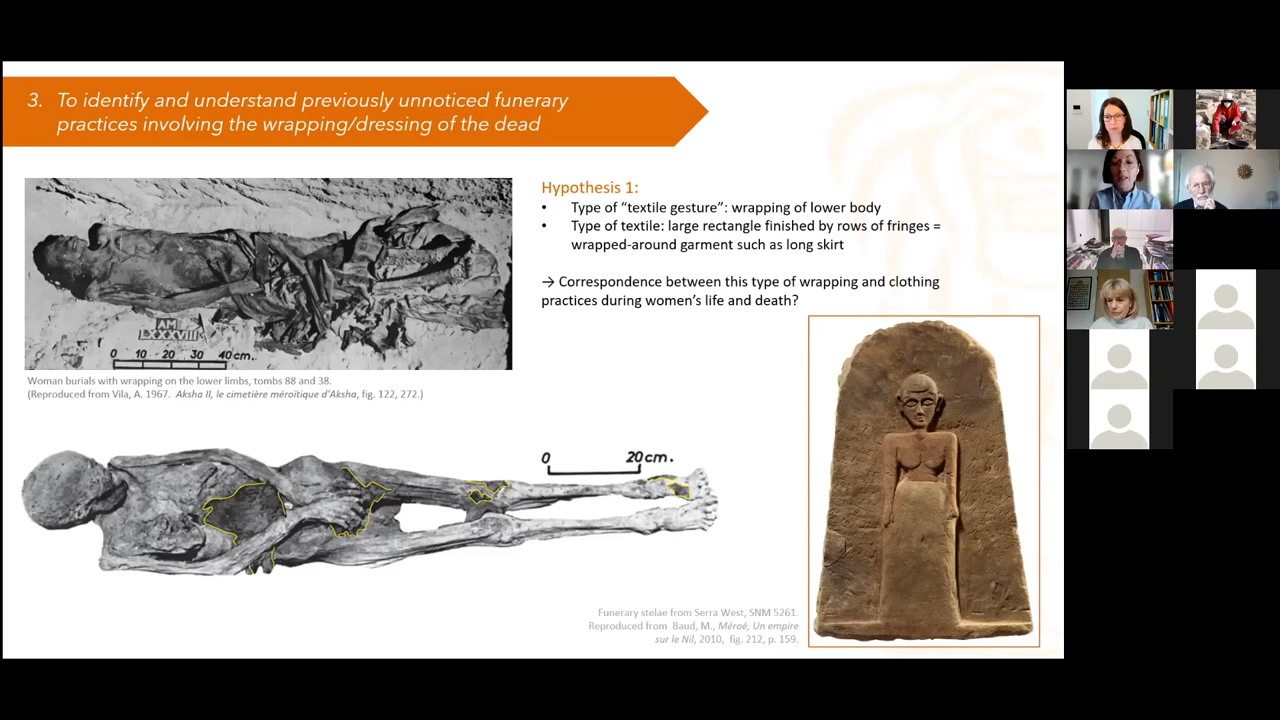 3. To identify and understand previously unnoticed funerary
practices involving the wrapping/dressing of the dead
AM
LXXXVIII
0 10 20 30 40 cm.
Woman burials with wrapping on the lower limbs, tombs 88 and 38.
(Reproduced from Vila, A. 1967. Aksha II, le cimetière méroïtique d'Aksha, fig. 122, 272.)
Hypothesis 1:
• Type of “textile gesture”: wrapping of lower body
• Type of textile: large rectangle finished by rows of fringes =
wrapped-around garment such as long skirt
→ Correspondence between this type of wrapping and clothing
practices during women’s life and death?
0 20 cm.
Funerary stelae from Serra West, SNM 5261.
Reproduced from Baud, M., Méroé, Un empire
sur le Nil, 2010, fig. 212, p. 159.